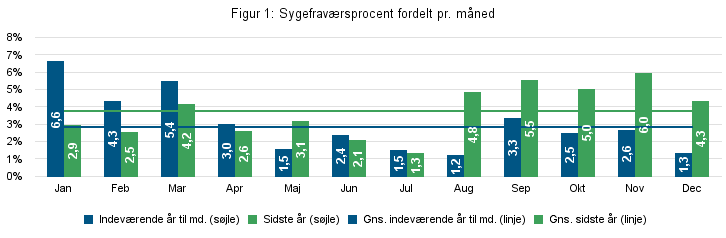 Figur 1: Sygefraværsprocent fordelt pr. måned
8%
7%
6%
5%
4%
3%
2%
1%
0%
6,6 2,9 4,3 2,5 5,4 4,2 3,0 2,6 1,5 3,1 2,4 2,1 1,5 1,3 1,2 4,8 3,3 5,5 2,5 5,0 2,6 6,0 1,3 4,3
Jan Feb Mar Apr Maj Jun Jul Aug Sep Okt Nov Dec
Indeværende år til md. (søjle) Sidste år (søjle) Gns. indeværende år til md. (linje) Gns. sidste år (linje)